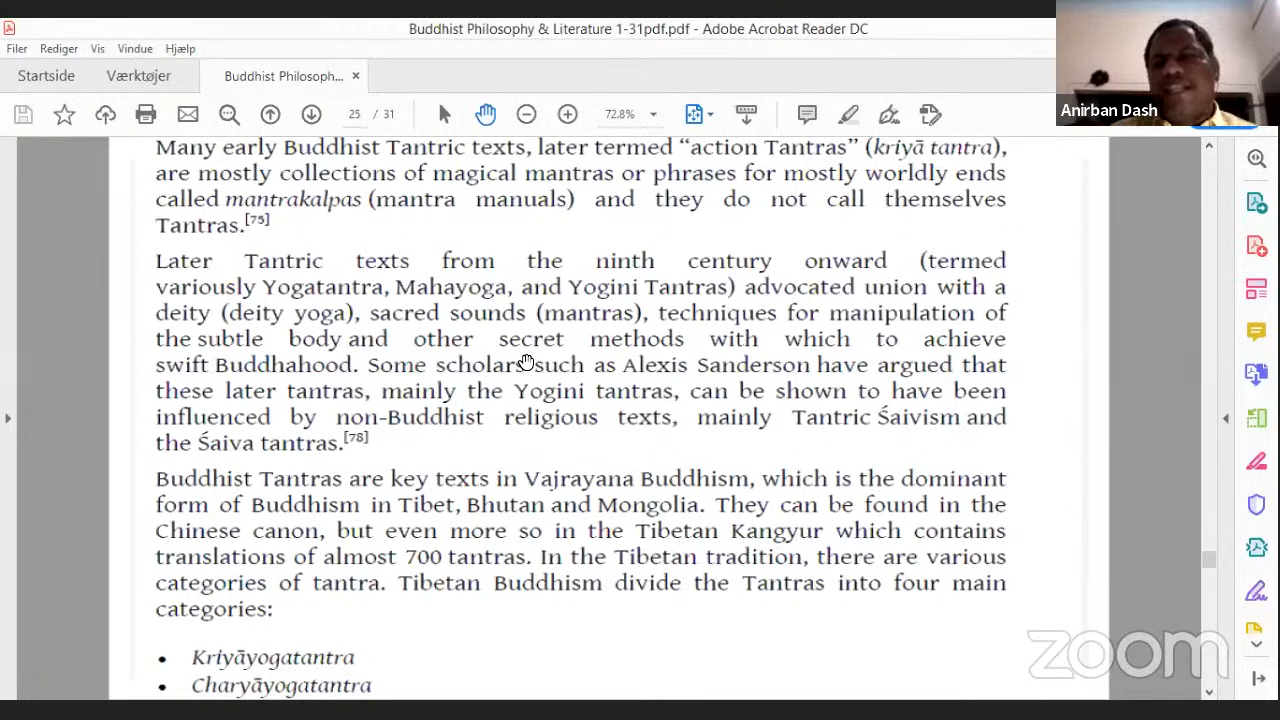 Buddhist Philosophy & Literature 1-31pdf.pdf - Adobe Acrobat Reader DC
Filer Rediger Vis Vindue Hjælp
Startside Værktøjer Buddhist Philosoph... ×
25 / 31 72.8%
Anirban Dash
Many early Buddhist Tantric texts, later termed “action Tantras” (kriyā tantra),
are mostly collections of magical mantras or phrases for mostly worldly ends
called mantrakalpas (mantra manuals) and they do not call themselves
Tantras.[75]
Later Tantric texts from the ninth century onward (termed
variously Yogatantra, Mahayoga, and Yogini Tantras) advocated union with a
deity (deity yoga), sacred sounds (mantras), techniques for manipulation of
the subtle body and other secret methods with which to achieve
swift Buddhahood. Some scholars such as Alexis Sanderson have argued that
these later tantras, mainly the Yogini tantras, can be shown to have been
influenced by non-Buddhist religious texts, mainly Tantric Śaivism and
the Śaiva tantras.[78]
Buddhist Tantras are key texts in Vajrayana Buddhism, which is the dominant
form of Buddhism in Tibet, Bhutan and Mongolia. They can be found in the
Chinese canon, but even more so in the Tibetan Kangyur which contains
translations of almost 700 tantras. In the Tibetan tradition, there are various
categories of tantra. Tibetan Buddhism divide the Tantras into four main
categories:
• Kriyāyogatantra
• Charyāyogatantra
zoom